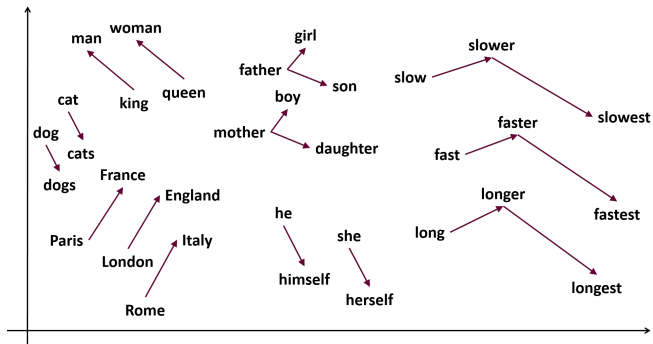 woman
man
girl
slower
father
slow
son
king
queen
cat
boy
slowest
dog
mother
faster
cats
daughter
fast
dogs
France
England
longer
fastest
he
Paris
Italy
she
long
London
himself
longest
herself
Rome